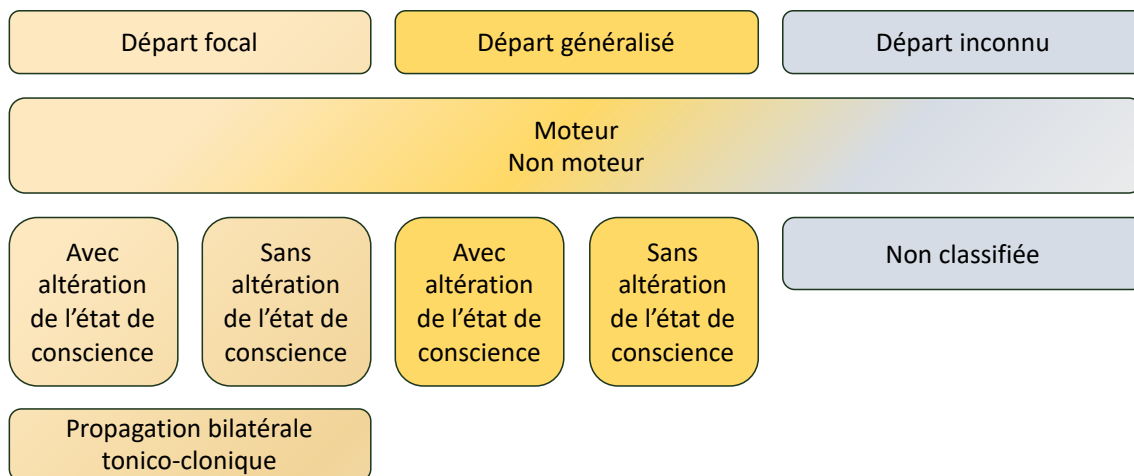 Départ focal
Départ généralisé
Départ inconnu
Moteur
Non moteur
Avec
altération
de l’état de
conscience
Sans
altération
de l’état de
conscience
Avec
altération
de l’état de
conscience
Sans
altération
de l’état de
conscience
Non classifiée
Propagation bilatérale
tonico-clonique